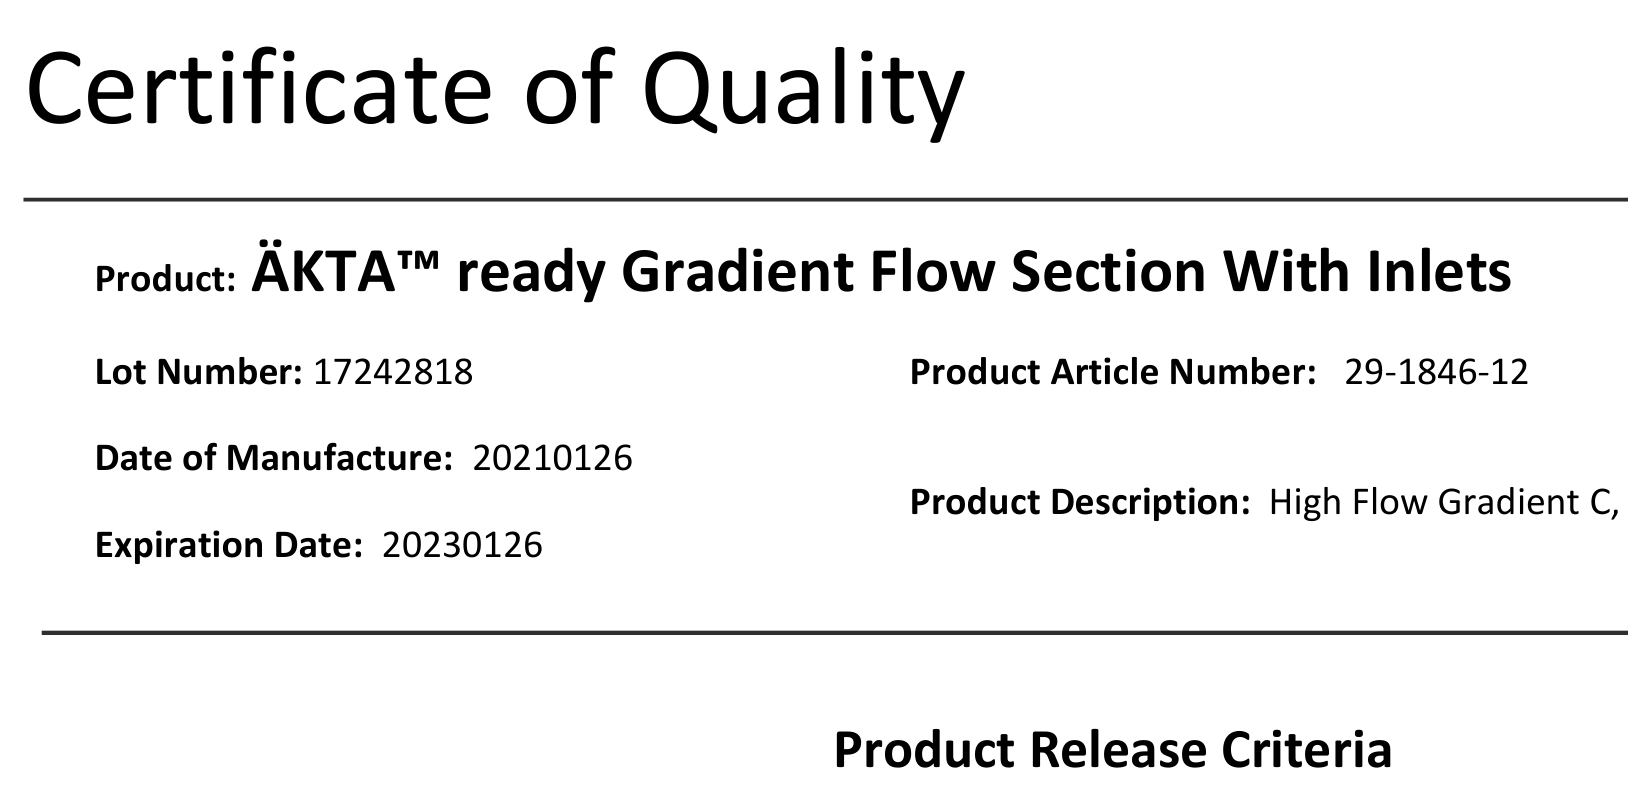 Certificate of Quality
Product: ÄKTA™ ready Gradient Flow Section With Inlets
Lot Number: 17242818
Product Article Number: 29-1846-12
Date of Manufacture: 20210126
Product Description: High Flow Gradient C,
Expiration Date: 20230126
Product Release Criteria